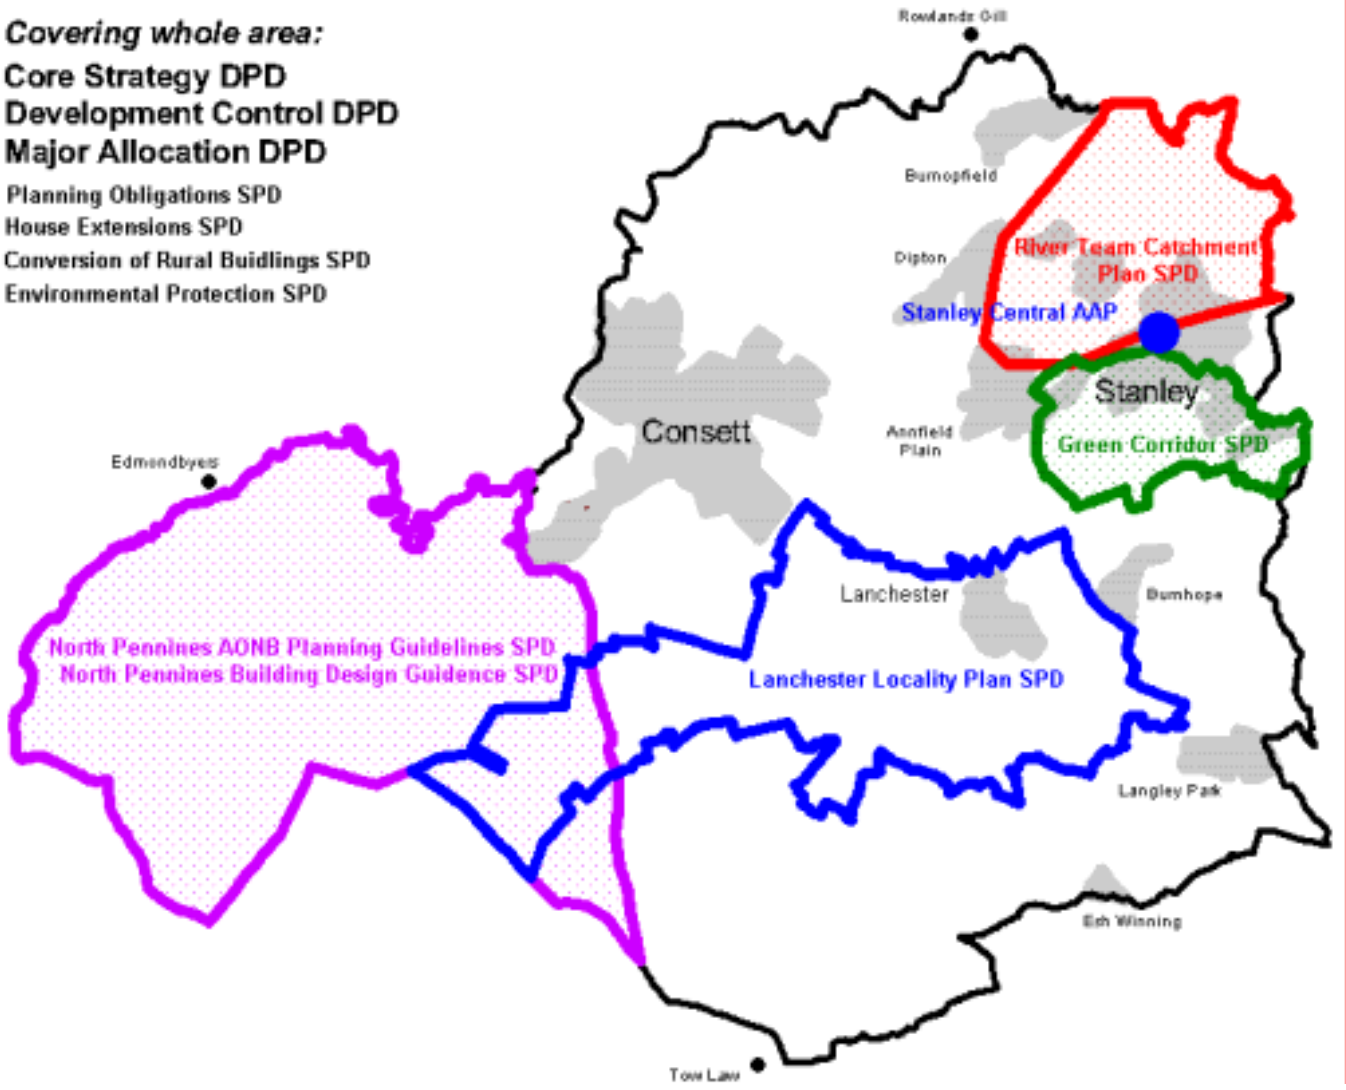 Covering whole area:
Core Strategy DPD
Development Control DPD
Major Allocation DPD
Planning Obligations SPD
House Extensions SPD
Conversion of Rural Buidlings SPD
Environmental Protection SPD
Rowlands Gill
Burnopfield
Dipton
River Team Catchment
Plan SPD
Stanley Central AAP
Stanley
Consett
Annfield
Plain
Green Corridor SPD
Edmondbyers
Lanchester
Burnhope
North Pennines AONB Planning Guidelines SPD
North Pennines Building Design Guidence SPD
Lanchester Locality Plan SPD
Langley Park
Esh Winning
Tow Law